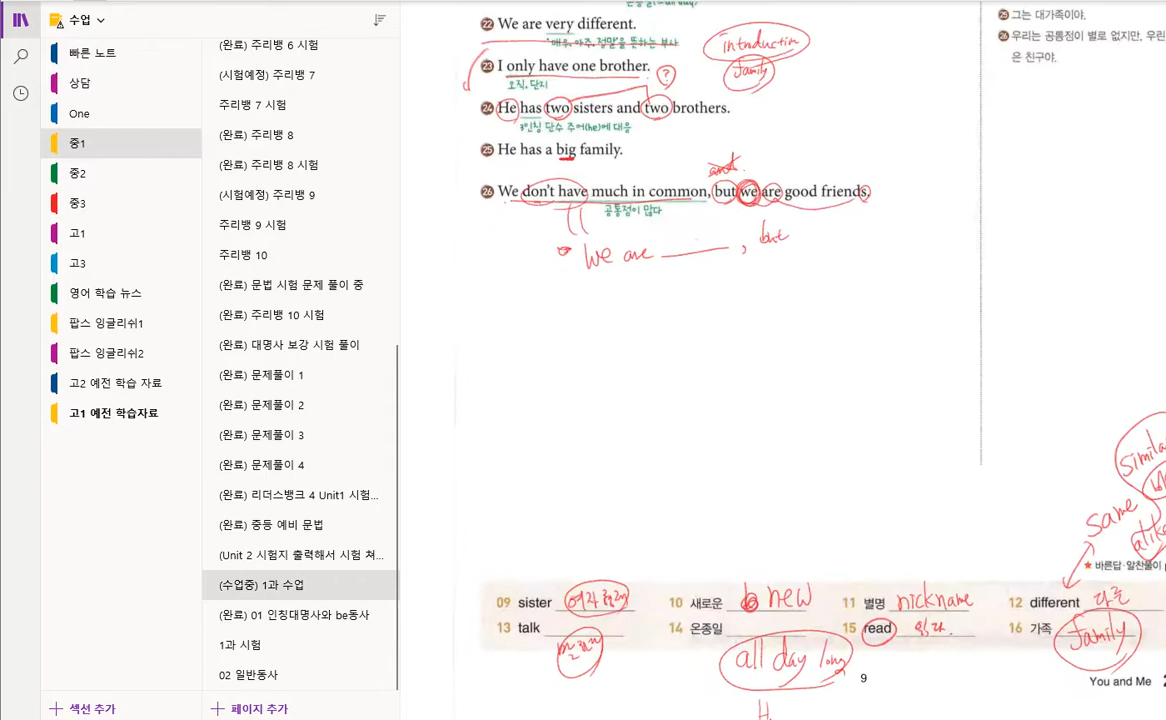 수업
빠른 노트
상담
One
중1
중2
중3
고1
고3
영어 학습 뉴스
팝스 잉글리쉬1
팝스 잉글리쉬2
고2 예전 학습 자료
고1 예전 학습자료
섹션 추가
(완료) 주리뱅 6 시험
(시험예정) 주리뱅 7
주리뱅 7 시험
(완료) 주리뱅 8
(완료) 주리뱅 8 시험
(시험예정) 주리뱅 9
주리뱅 9 시험
주리뱅 10
(완료) 문법 시험 문제 풀이 중
(완료) 주리뱅 10 시험
(완료) 대명사 보강 시험 풀이
(완료) 문제풀이 1
(완료) 문제풀이 2
(완료) 문제풀이 3
(완료) 문제풀이 4
(완료) 리더스뱅크 4 Unit1 시험...
(완료) 중등 예비 문법
(Unit 2 시험지 출력해서 시험 쳐...
(수업중) 1과 수업
(완료) 01 인칭대명사와 be동사
1과 시험
02 일반동사
페이지 추가
㉒ We are very different.
'매우, 아주, 정말'을 뜻하는 부사
introduction
family
㉓ I only have one brother.
오직, 단지
?
㉔ He has two sisters and two brothers.
3인칭 단수 주어(he)에 대응
㉕ He has a big family.
and
㉖ We don't have much in common, but we are good friends.
공통점이 많다
We are ______, but
㉕ 그는 대가족이야.
㉖ 우리는 공통점이 별로 없지만, 우린
은 친구야.
same
alike
★ 바른답·알찬풀이
09 sister 여자 형제
10 새로운 new
11 별명 nickname
12 different 다른
13 talk
14 온종일 all day long
15 read 읽다
16 가족 family
9
You and Me